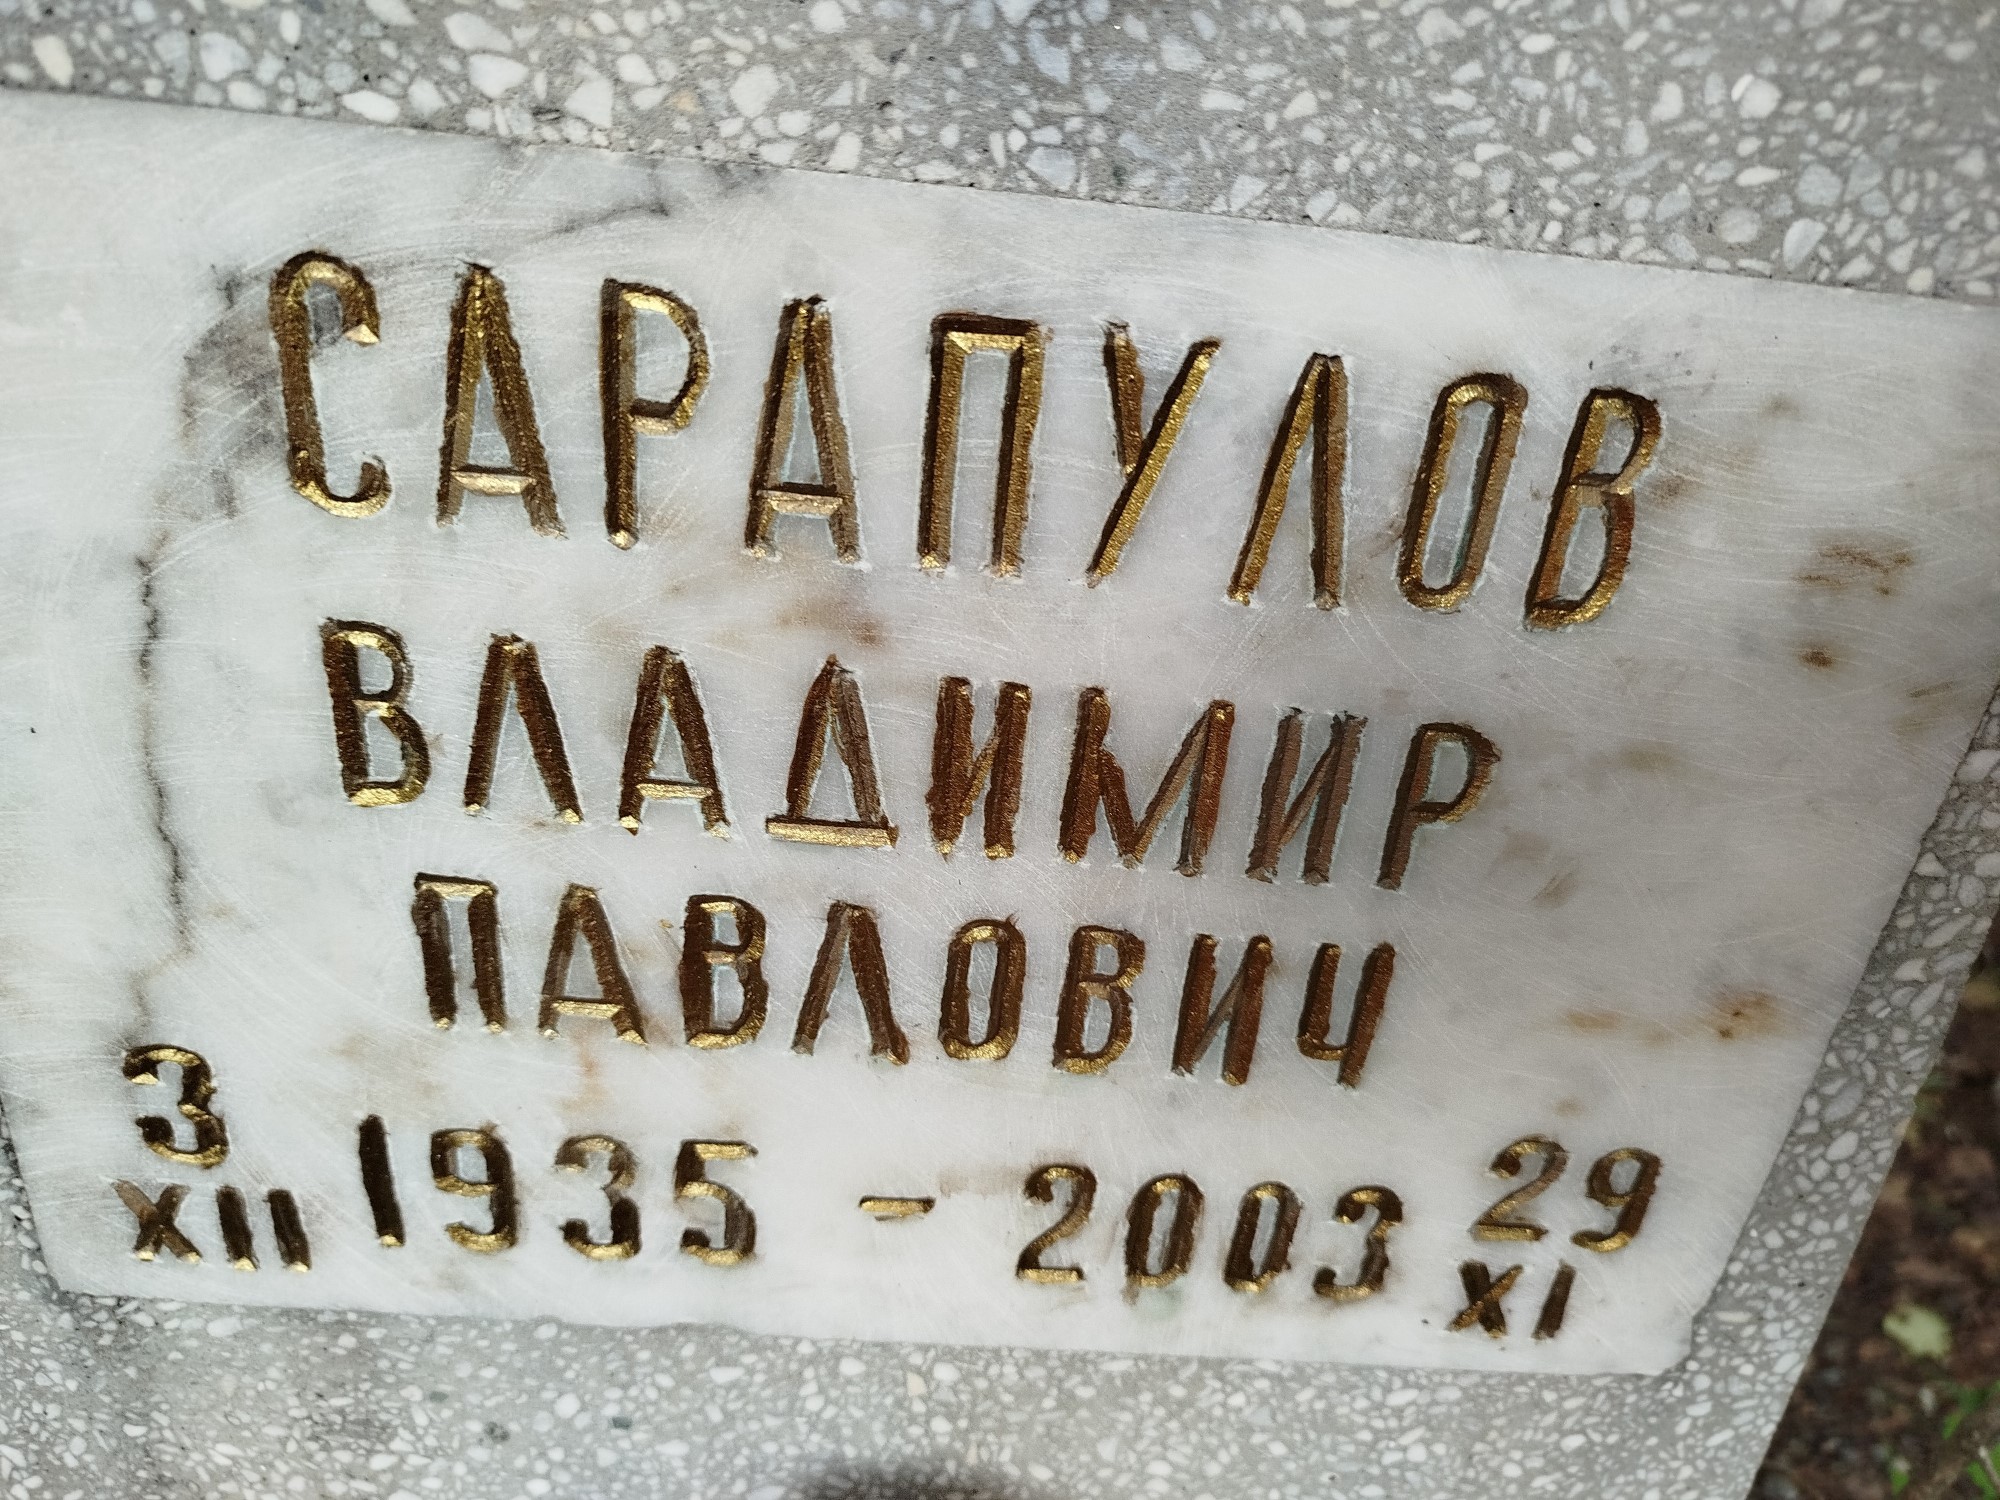 САРАПУЛОВ
ВЛАДИМИР
ПАВЛОВИЧ
3 XII 1935 - 2003 29 XI